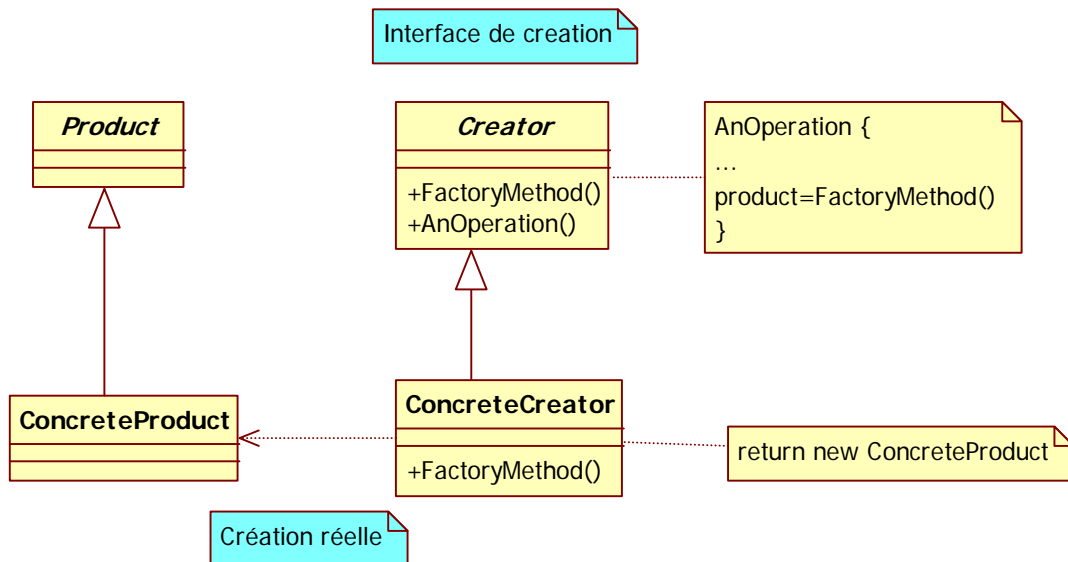 Interface de creation
Product
Creator
+FactoryMethod()
+AnOperation()
AnOperation {
...
product=FactoryMethod()
}
ConcreteProduct
ConcreteCreator
+FactoryMethod()
return new ConcreteProduct
Création réelle